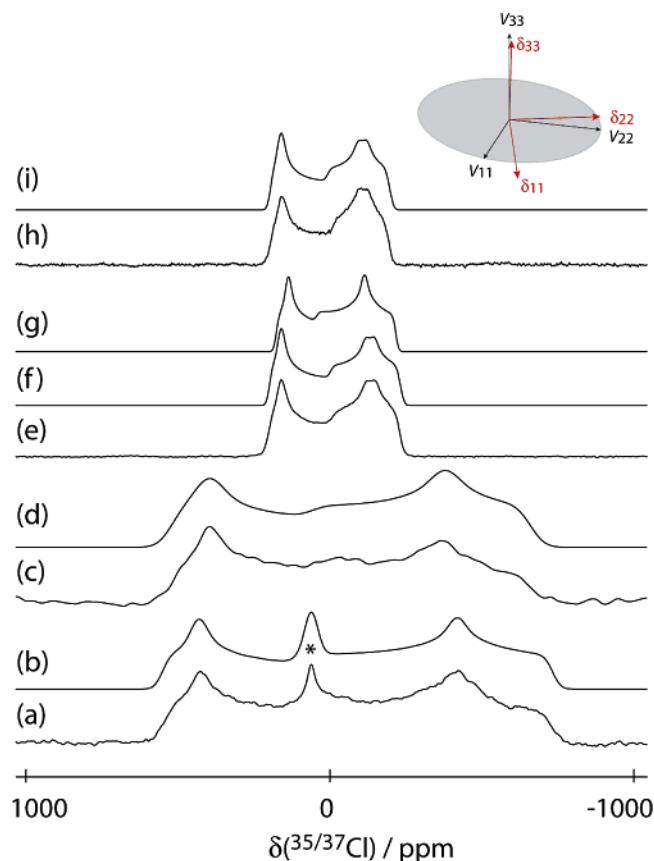 V33
δ33
δ22
V22
V11
δ11
(i)
(h)
(g)
(f)
(e)
(d)
(c)
(b)
*
(a)
1000 0 -1000
δ(³⁵/³⁷Cl) / ppm